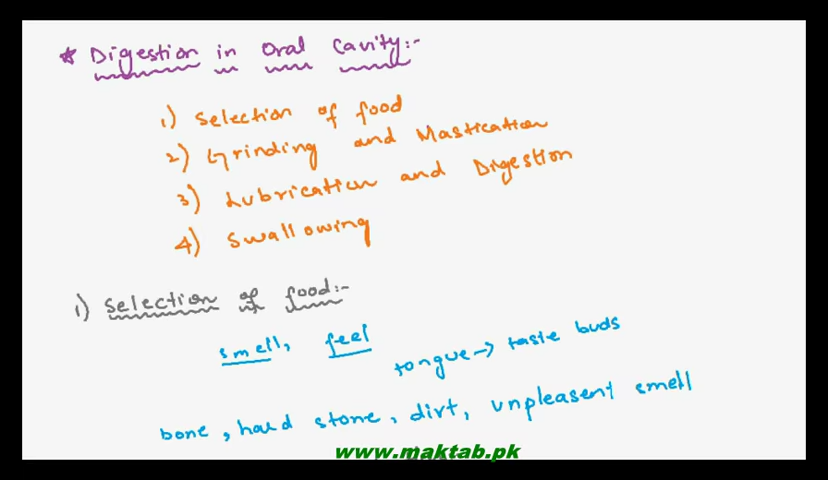 * Digestion in Oral Cavity:-
1) Selection of food
2) Grinding and Mastication
3) Lubrication and Digestion
4) Swallowing
1) Selection of food:-
smell, feel
tongue → taste buds
bone, hard stone, dirt, unpleasent smell
www.maktab.pk